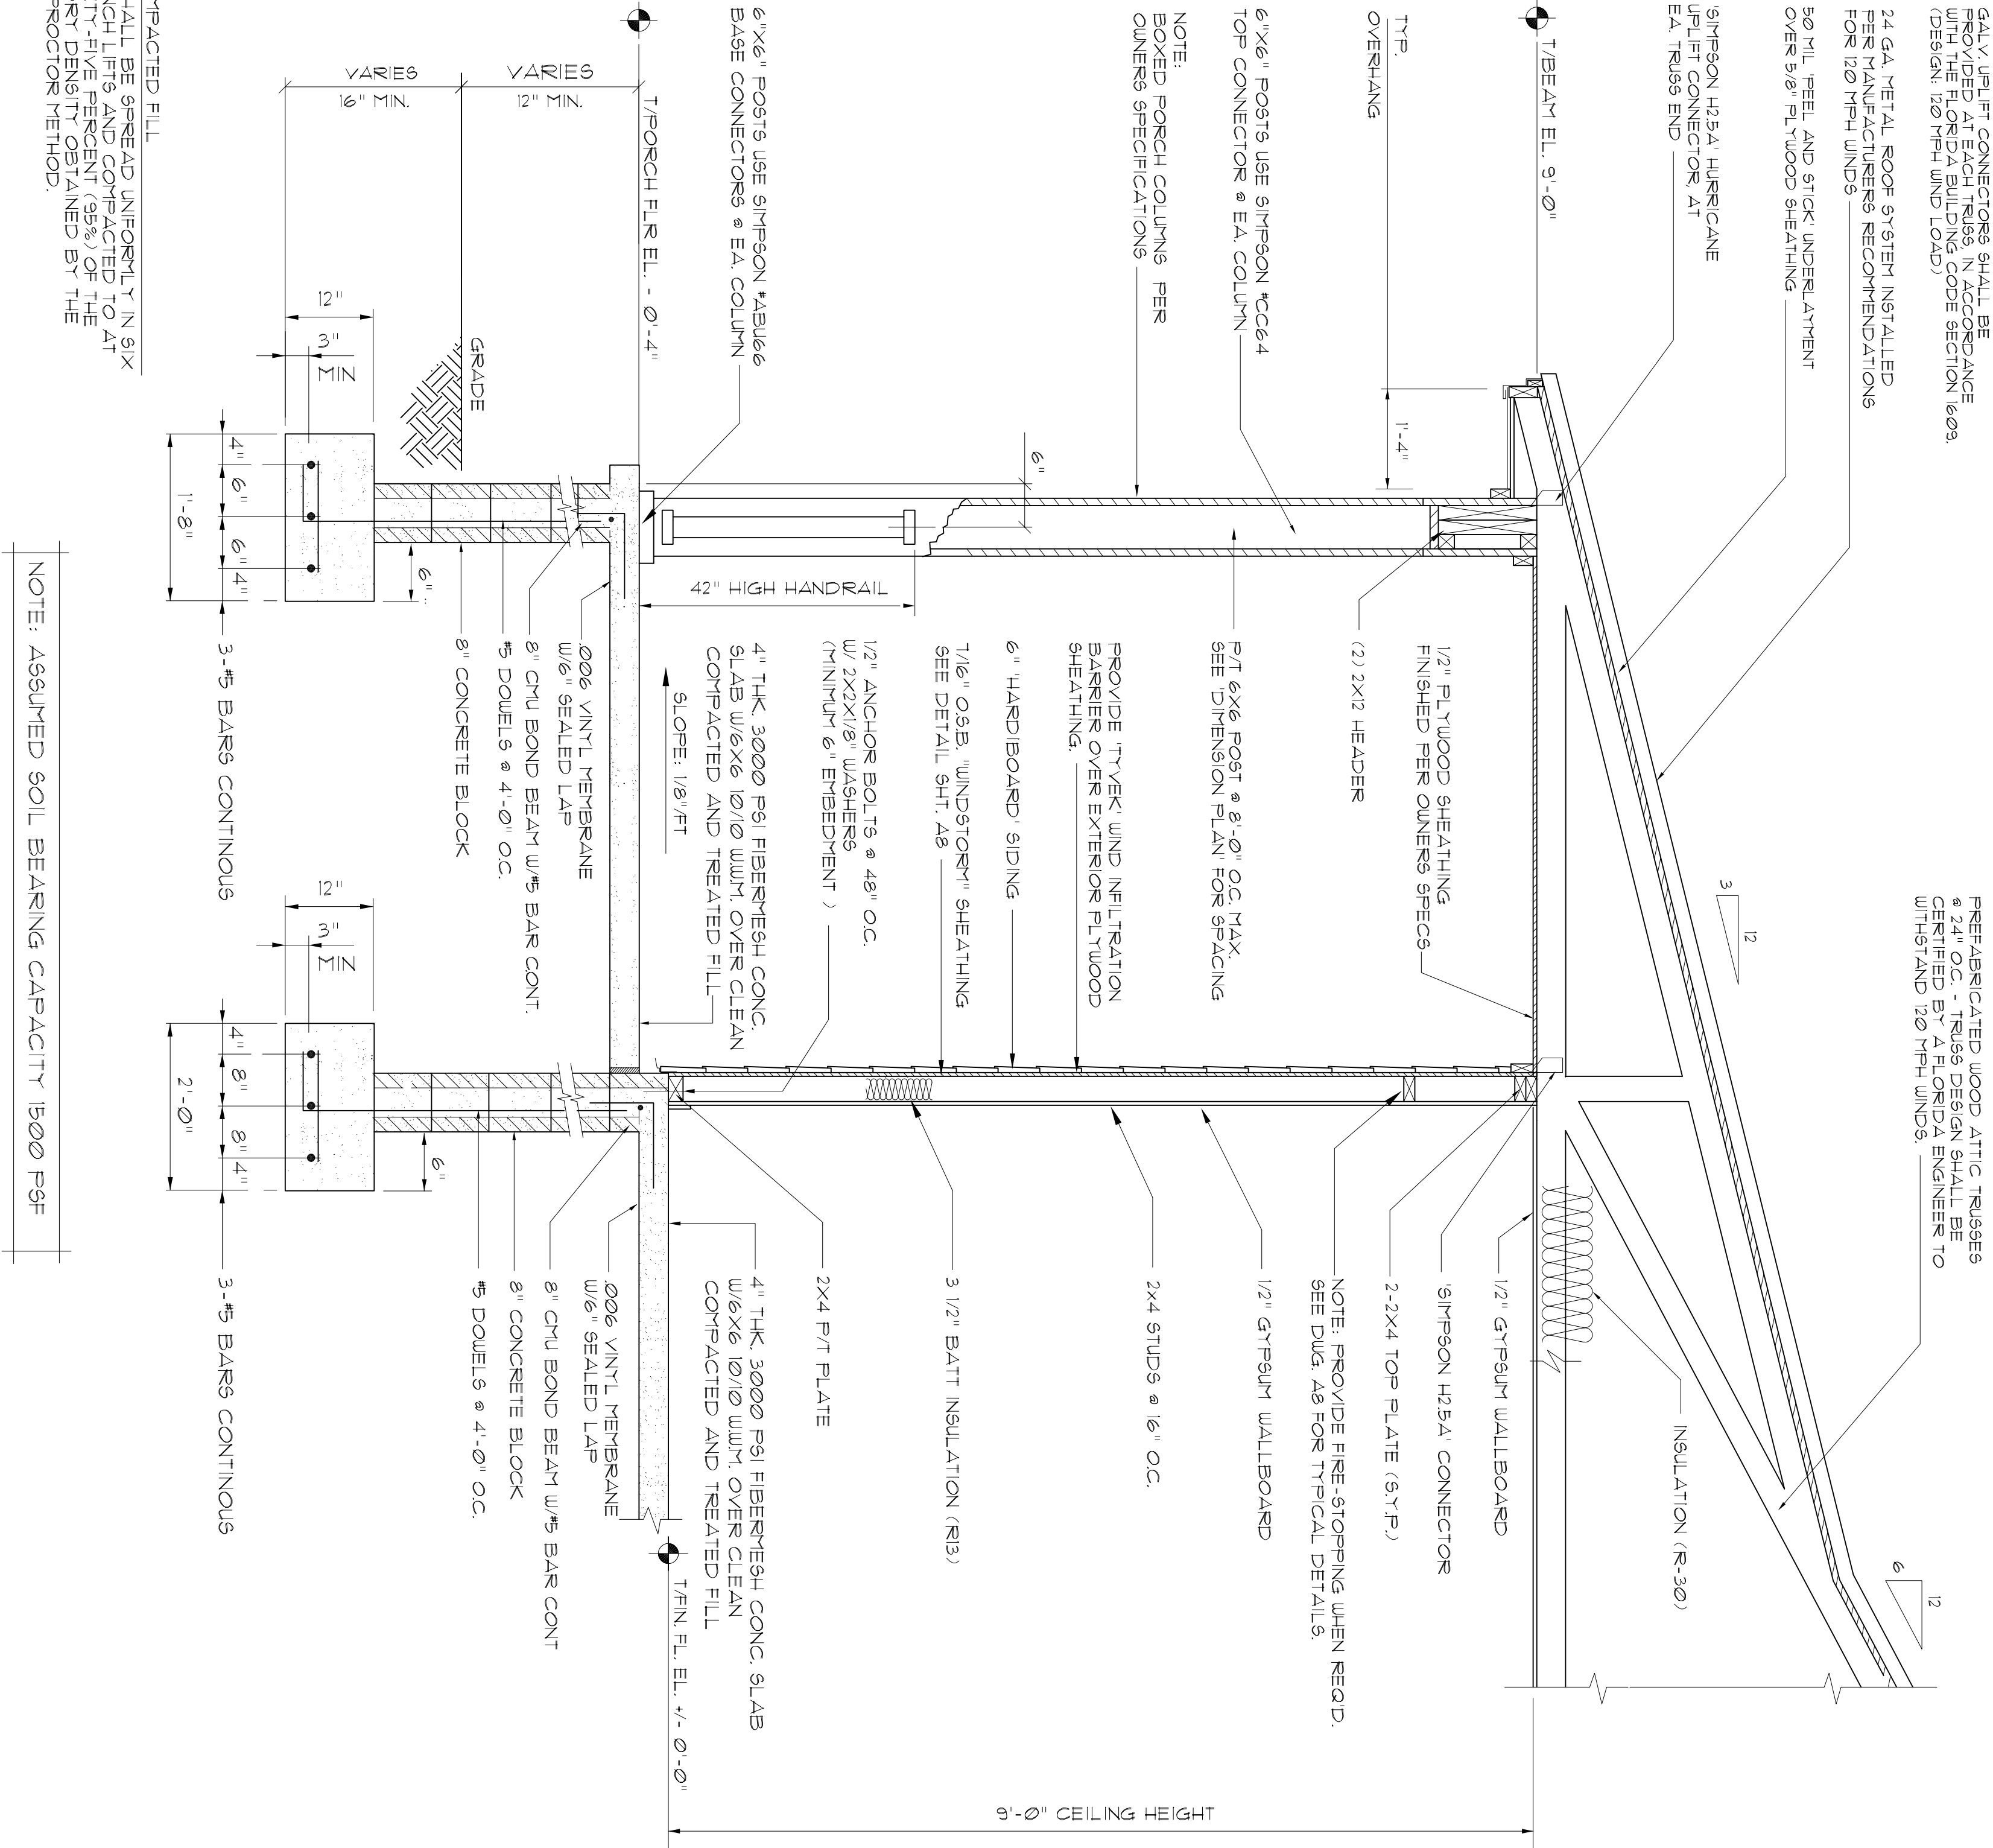 GALV. UPLIFT CONNECTORS SHALL BE
PROVIDED AT EACH TRUSS, IN ACCORDANCE
WITH THE FLORIDA BUILDING CODE SECTION 1609.
(DESIGN: 120 MPH WIND LOAD)
24 GA. METAL ROOF SYSTEM INSTALLED
PER MANUFACTURERS RECOMMENDATIONS
FOR 120 MPH WINDS
50 MIL 'PEEL AND STICK' UNDERLAYMENT
OVER 5/8" PLYWOOD SHEATHING
'SIMPSON H2.5A' HURRICANE
UPLIFT CONNECTOR, AT
EA. TRUSS END
T/BEAM EL. 9'-0"
TYP.
OVERHANG
1'-4"
6"X6" POSTS USE SIMPSON #CC64
TOP CONNECTOR @ EA. COLUMN
NOTE:
BOXED PORCH COLUMNS PER
OWNERS SPECIFICATIONS
6"
6"X6" POSTS USE SIMPSON #ABU66
BASE CONNECTORS @ EA. COLUMN
T/PORCH FLR EL. - 0'-4"
VARIES
12" MIN.
VARIES
16" MIN.
GRADE
12"
3"
MIN
4"
6"
6"
4"
1'-8"
6"
MPACTED FILL
HALL BE SPREAD UNIFORMLY IN SIX
NCH LIFTS AND COMPACTED TO AT
ETY-FIVE PERCENT (95%) OF THE
RY DENSITY OBTAINED BY THE
PROCTOR METHOD.
PREFABRICATED WOOD ATTIC TRUSSES
@ 24" O.C. - TRUSS DESIGN SHALL BE
CERTIFIED BY A FLORIDA ENGINEER TO
WITHSTAND 120 MPH WINDS.
3
12
6
12
1/2" PLYWOOD SHEATHING
FINISHED PER OWNERS SPECS
(2) 2X12 HEADER
P/T 6X6 POST @ 8'-0" O.C. MAX.
SEE 'DIMENSION PLAN' FOR SPACING
PROVIDE 'TYVEK' WIND INFILTRATION
BARRIER OVER EXTERIOR PLYWOOD
SHEATHING.
6" 'HARDIBOARD' SIDING
7/16" O.S.B. "WINDSTORM" SHEATHING
SEE DETAIL SHT. A8
42" HIGH HANDRAIL
1/2" ANCHOR BOLTS @ 48" O.C.
W/ 2X2X1/8" WASHERS
(MINIMUM 6" EMBEDMENT )
4" THK. 3000 PSI FIBERMESH CONC.
SLAB W/6X6 10/10 W.W.M. OVER CLEAN
COMPACTED AND TREATED FILL
SLOPE: 1/8"/FT
.006 VINYL MEMBRANE
W/6" SEALED LAP
8" CMU BOND BEAM W/#5 BAR CONT.
#5 DOWELS @ 4'-0" O.C.
8" CONCRETE BLOCK
3-#5 BARS CONTINOUS
12"
3"
MIN
4"
8"
8"
4"
2'-0"
6"
INSULATION (R-30)
1/2" GYPSUM WALLBOARD
'SIMPSON H2.5A' CONNECTOR
2-2X4 TOP PLATE (S.Y.P.)
NOTE: PROVIDE FIRE-STOPPING WHEN REQ'D.
SEE DWG. A8 FOR TYPICAL DETAILS.
1/2" GYPSUM WALLBOARD
2x4 STUDS @ 16" O.C.
3 1/2" BATT INSULATION (R13)
2X4 P/T PLATE
4" THK. 3000 PSI FIBERMESH CONC. SLAB
W/6X6 10/10 W.W.M. OVER CLEAN
COMPACTED AND TREATED FILL
T/FIN. FL. EL. +/- 0'-0"
.006 VINYL MEMBRANE
W/6" SEALED LAP
8" CMU BOND BEAM W/#5 BAR CONT
8" CONCRETE BLOCK
#5 DOWELS @ 4'-0" O.C.
3-#5 BARS CONTINOUS
9'-0" CEILING HEIGHT
NOTE: ASSUMED SOIL BEARING CAPACITY 1500 PSF